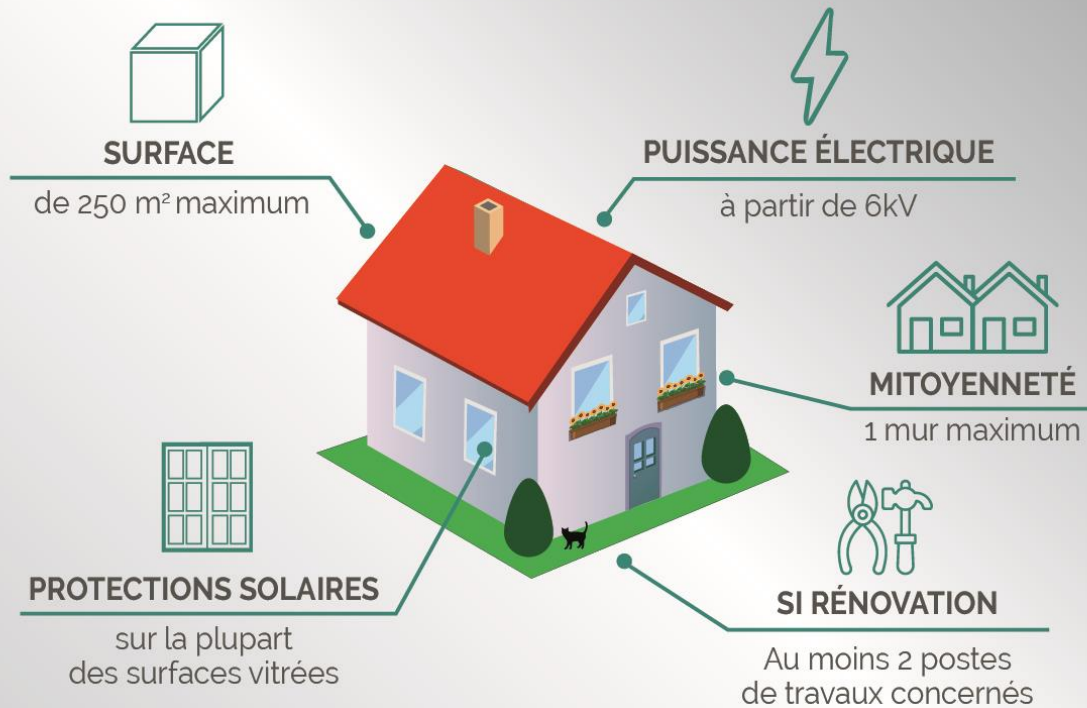 SURFACE
de 250 m² maximum
PUISSANCE ÉLECTRIQUE
à partir de 6kV
MITOYENNETÉ
1 mur maximum
PROTECTIONS SOLAIRES
sur la plupart
des surfaces vitrées
SI RÉNOVATION
Au moins 2 postes
de travaux concernés